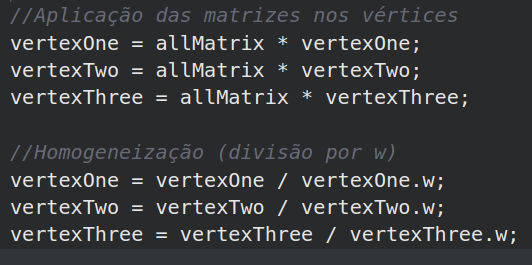 //Aplicação das matrizes nos vértices
vertexOne = allMatrix * vertexOne;
vertexTwo = allMatrix * vertexTwo;
vertexThree = allMatrix * vertexThree;
//Homogeneização (divisão por w)
vertexOne = vertexOne / vertexOne.w;
vertexTwo = vertexTwo / vertexTwo.w;
vertexThree = vertexThree / vertexThree.w;